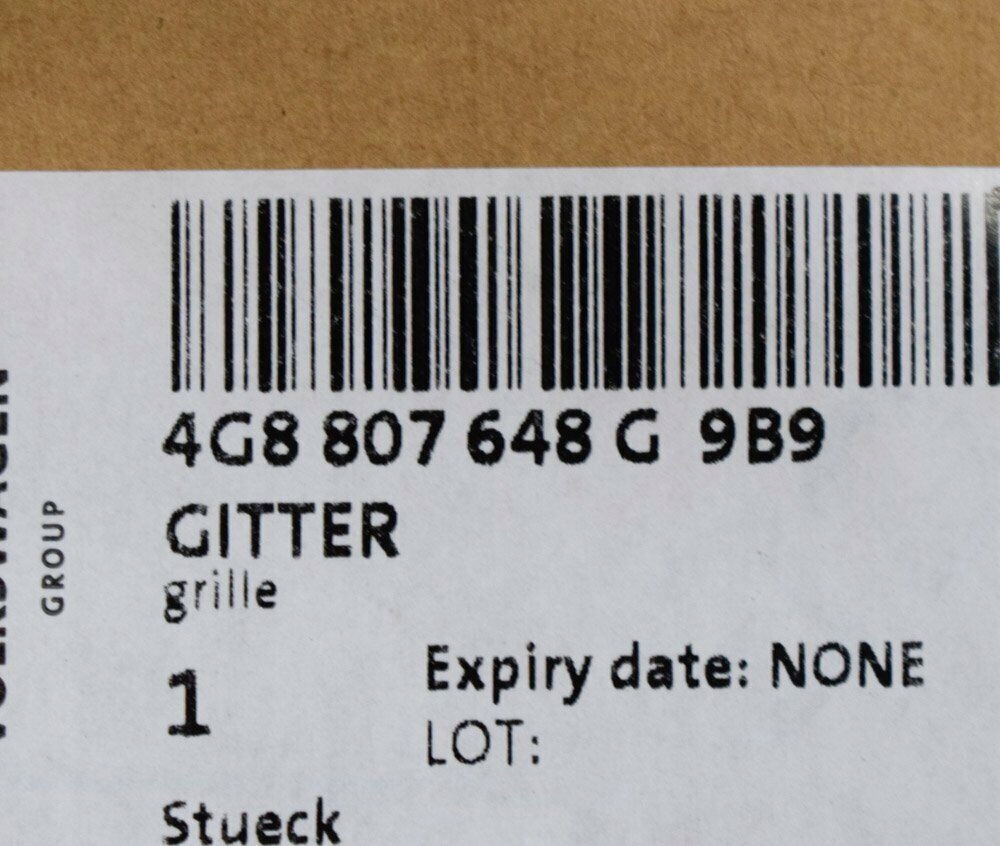 4G8 807 648 G 9B9
GITTER
grille
1
Expiry date: NONE
LOT:
Stueck
GROUP